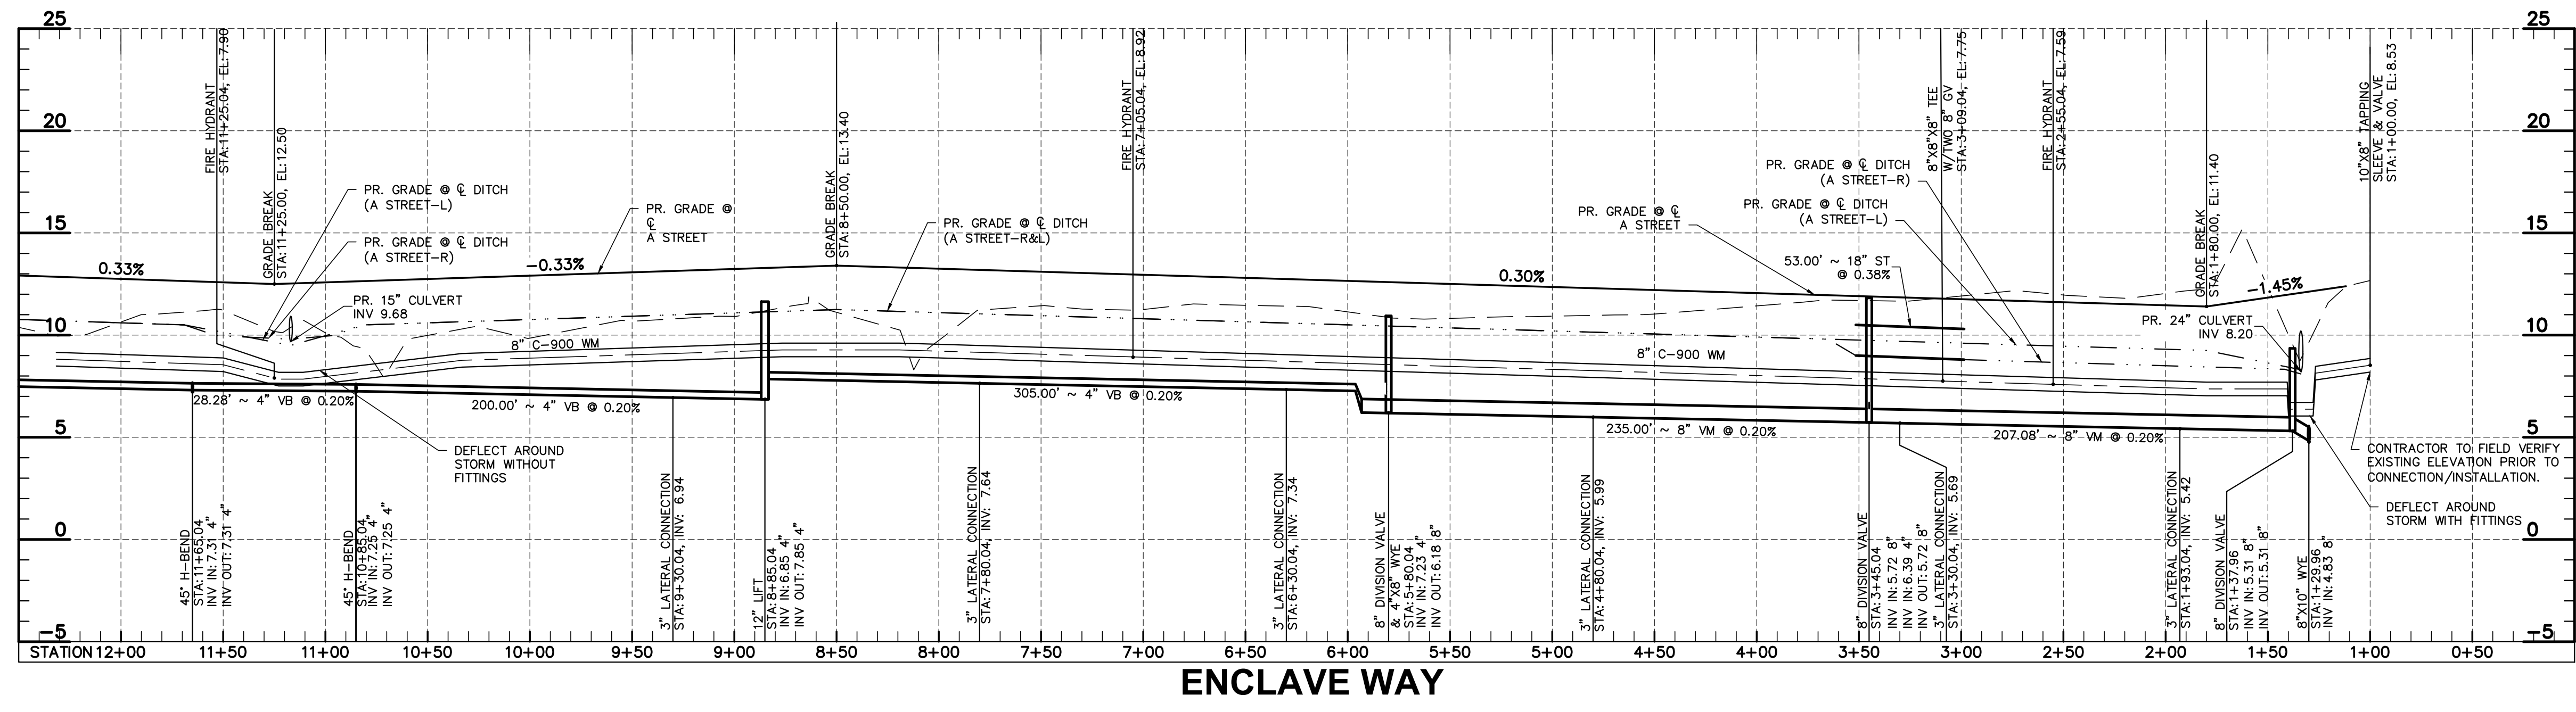 25
20
15
10
5
0
-5
25
20
15
10
5
0
-5
FIRE HYDRANT
STA:11+25.04, EL:7.90
GRADE BREAK
STA:11+25.00, EL:12.50
PR. GRADE @ ℄ DITCH
(A STREET-L)
PR. GRADE @ ℄ DITCH
(A STREET-R)
PR. 15" CULVERT
INV 9.68
0.33%
-0.33%
PR. GRADE @
℄
A STREET
GRADE BREAK
STA:8+50.00, EL:13.40
PR. GRADE @ ℄ DITCH
(A STREET-R&L)
FIRE HYDRANT
STA:7+05.04, EL:8.92
0.30%
PR. GRADE @ ℄
A STREET
PR. GRADE @ ℄ DITCH
(A STREET-R)
PR. GRADE @ ℄ DITCH
(A STREET-L)
53.00' ~ 18" ST
@ 0.38%
8"X8"X8" TEE
W/TWO 8" GV
STA:3+09.04, EL:7.75
FIRE HYDRANT
STA:2+55.04, EL:7.59
GRADE BREAK
STA:1+80.00, EL:11.40
-1.45%
PR. 24" CULVERT
INV 8.20
10"X8" TAPPING
SLEEVE & VALVE
STA:1+00.00, EL:8.53
8" C-900 WM
8" C-900 WM
28.28' ~ 4" VB @ 0.20%
200.00' ~ 4" VB @ 0.20%
305.00' ~ 4" VB @ 0.20%
235.00' ~ 8" VM @ 0.20%
207.08' ~ 8" VM @ 0.20%
DEFLECT AROUND
STORM WITHOUT
FITTINGS
CONTRACTOR TO FIELD VERIFY
EXISTING ELEVATION PRIOR TO
CONNECTION/INSTALLATION.
DEFLECT AROUND
STORM WITH FITTINGS
45° H-BEND
STA:11+65.04
INV IN:7.31 4"
INV OUT:7.31 4"
45° H-BEND
STA:10+85.04
INV IN:7.25 4"
INV OUT:7.25 4"
3" LATERAL CONNECTION
STA:9+30.04, INV: 6.94
12" LIFT
STA:8+85.04
INV IN:6.85 4"
INV OUT:7.85 4"
3" LATERAL CONNECTION
STA:7+80.04, INV: 7.64
3" LATERAL CONNECTION
STA:6+30.04, INV: 7.34
8" DIVISION VALVE
& 4"X8" WYE
STA:5+80.04
INV IN:7.23 4"
INV OUT:6.18 8"
3" LATERAL CONNECTION
STA:4+80.04, INV: 5.99
8" DIVISION VALVE
STA:3+45.04
INV IN:5.72 8"
INV IN:6.39 4"
INV OUT:5.72 8"
3" LATERAL CONNECTION
STA:3+30.04, INV: 5.69
3" LATERAL CONNECTION
STA:1+93.04, INV: 5.42
8" DIVISION VALVE
STA:1+37.96
INV IN:5.31 8"
INV OUT:5.31 8"
8"X10" WYE
STA:1+29.96
INV IN:4.83 8"
STATION 12+00 11+50 11+00 10+50 10+00 9+50 9+00 8+50 8+00 7+50 7+00 6+50 6+00 5+50 5+00 4+50 4+00 3+50 3+00 2+50 2+00 1+50 1+00 0+50
ENCLAVE WAY